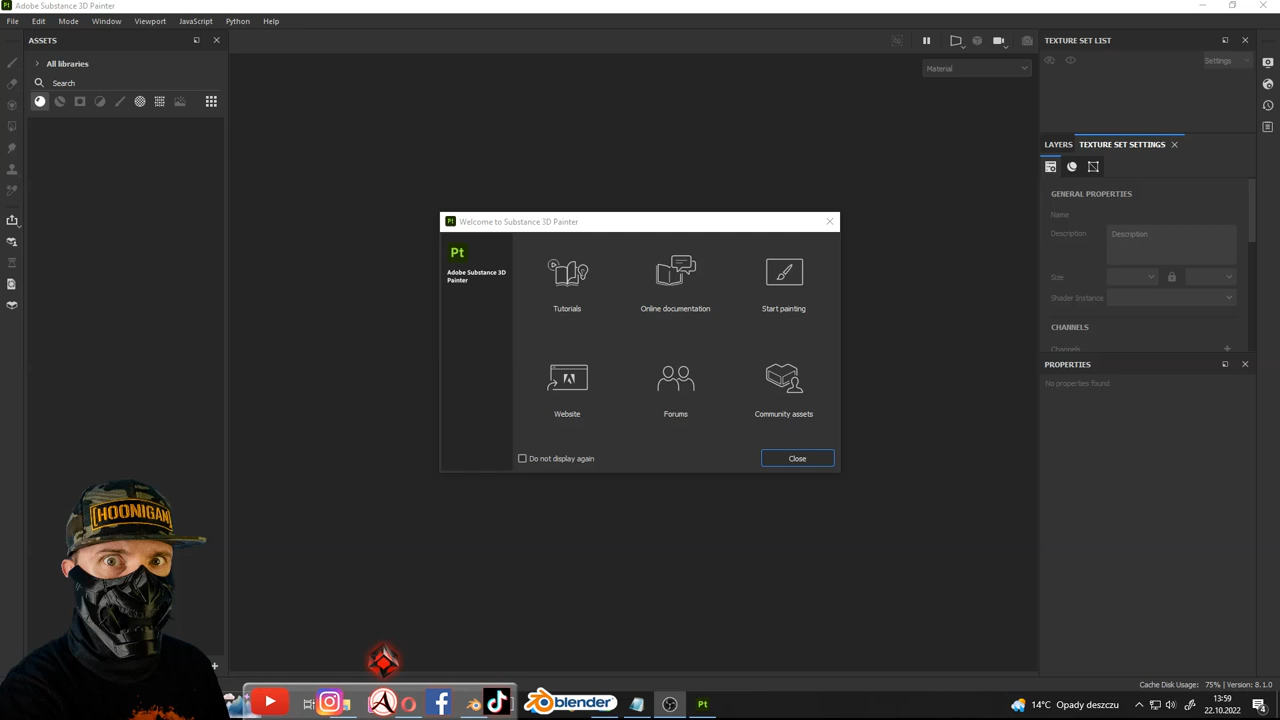 Adobe Substance 3D Painter
File Edit Mode Window Viewport JavaScript Python Help
ASSETS
All libraries
Search
Material
TEXTURE SET LIST
Settings
LAYERS TEXTURE SET SETTINGS
GENERAL PROPERTIES
Name
Description Description
Size
Shader Instance
CHANNELS
Channels
PROPERTIES
No properties found
Pt Welcome to Substance 3D Painter
Pt
Adobe Substance 3D
Painter
Tutorials Online documentation Start painting
Website Forums Community assets
Do not display again
Close
[HOONIGAN]
blender
Pt
Cache Disk Usage: 75% | Version: 8.1.0
14°C Opady deszczu
13:59
22.10.2022
4